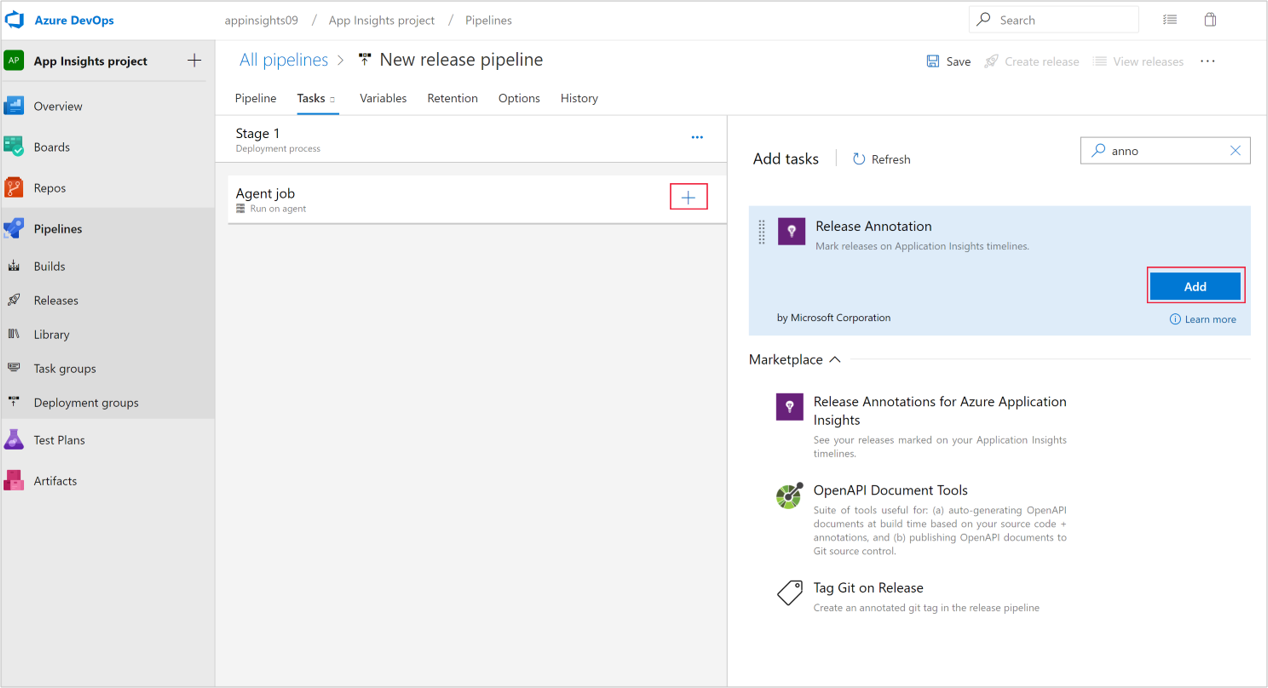 Azure DevOps
appinsights09 / App Insights project / Pipelines
Search
AP App Insights project
Overview
Boards
Repos
Pipelines
Builds
Releases
Library
Task groups
Deployment groups
Test Plans
Artifacts
All pipelines > New release pipeline
Save Create release View releases ...
Pipeline Tasks Variables Retention Options History
Stage 1
Deployment process
Agent job
Run on agent
Add tasks Refresh
anno
Release Annotation
Mark releases on Application Insights timelines.
Add
by Microsoft Corporation
Learn more
Marketplace
Release Annotations for Azure Application
Insights
See your releases marked on your Application Insights
timelines.
OpenAPI Document Tools
Suite of tools useful for: (a) auto-generating OpenAPI
documents at build time based on your source code +
annotations, and (b) publishing OpenAPI documents to
Git source control.
Tag Git on Release
Create an annotated git tag in the release pipeline